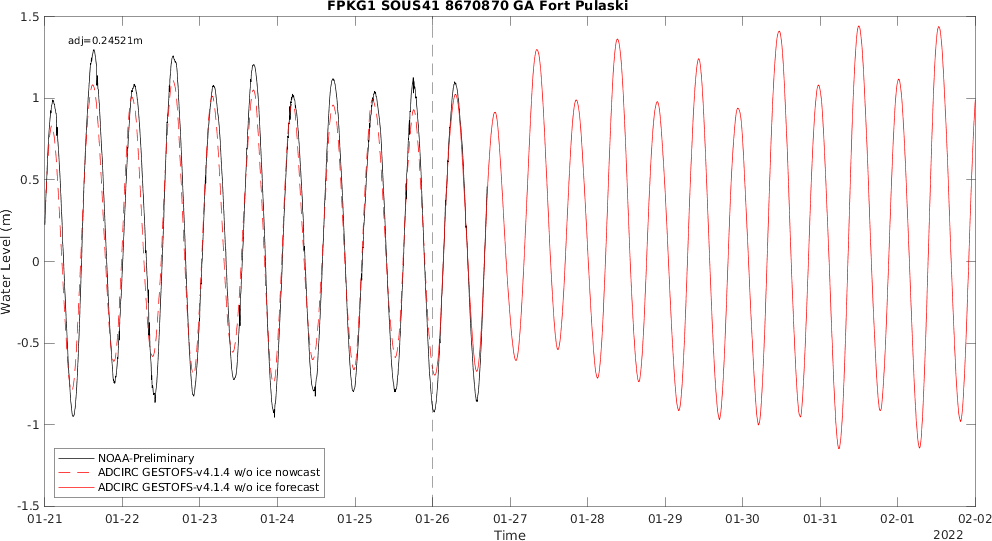 FPKG1 SOUS41 8670870 GA Fort Pulaski
adj=0.24521m
1.5
1
0.5
0
-0.5
-1
-1.5
Water Level (m)
NOAA-Preliminary
ADCIRC GESTOFS-v4.1.4 w/o ice nowcast
ADCIRC GESTOFS-v4.1.4 w/o ice forecast
01-21 01-22 01-23 01-24 01-25 01-26 01-27 01-28 01-29 01-30 01-31 02-01 02-02
Time
2022